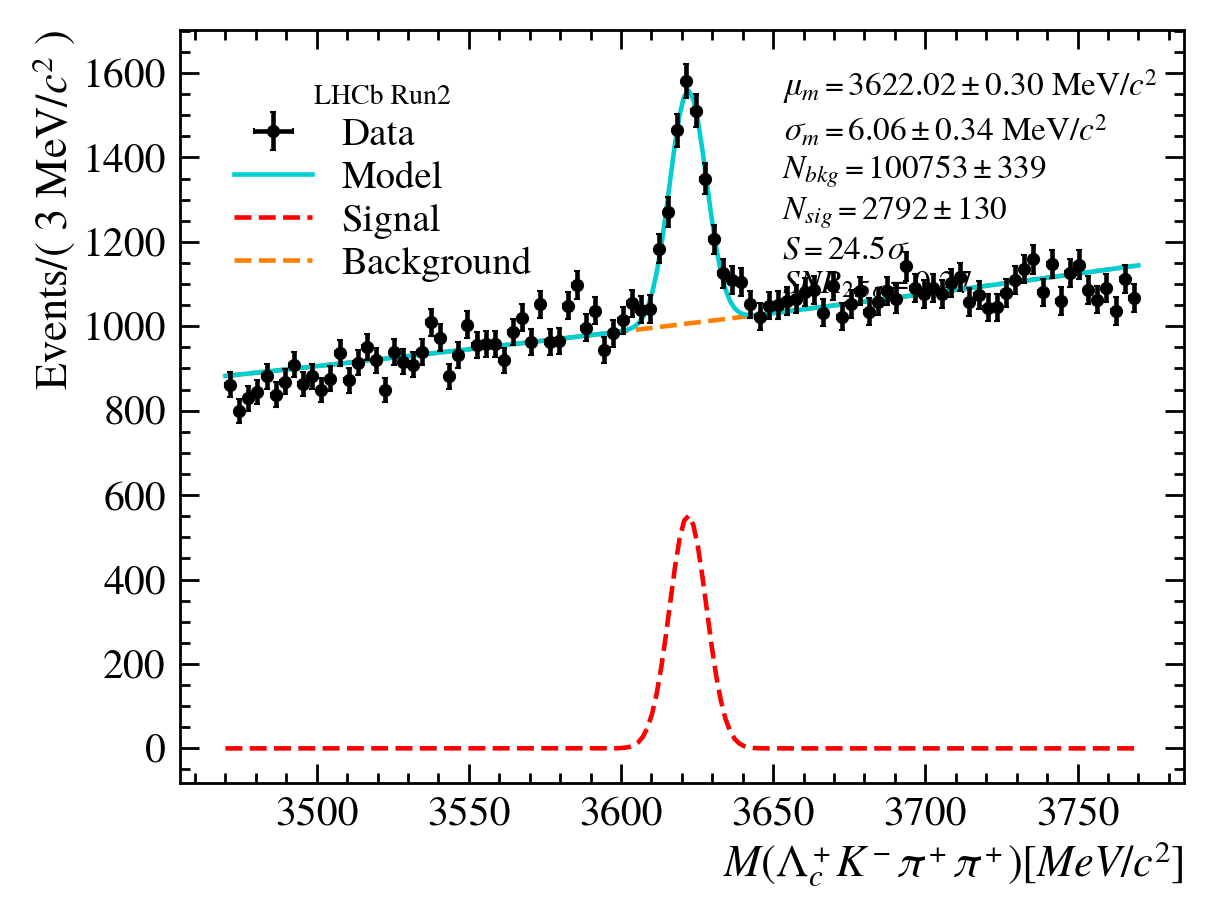 Events/( 3 MeV/c² )
1600
1400
1200
1000
800
600
400
200
0
LHCb Run2
Data
Model
Signal
Background
μₘ = 3622.02 ± 0.30 MeV/c²
σₘ = 6.06 ± 0.34 MeV/c²
N_bkg = 100753 ± 339
N_sig = 2792 ± 130
S = 24.5σ
3500 3550 3600 3650 3700 3750
M(Λ_c⁺K⁻π⁺π⁺)[MeV/c²]